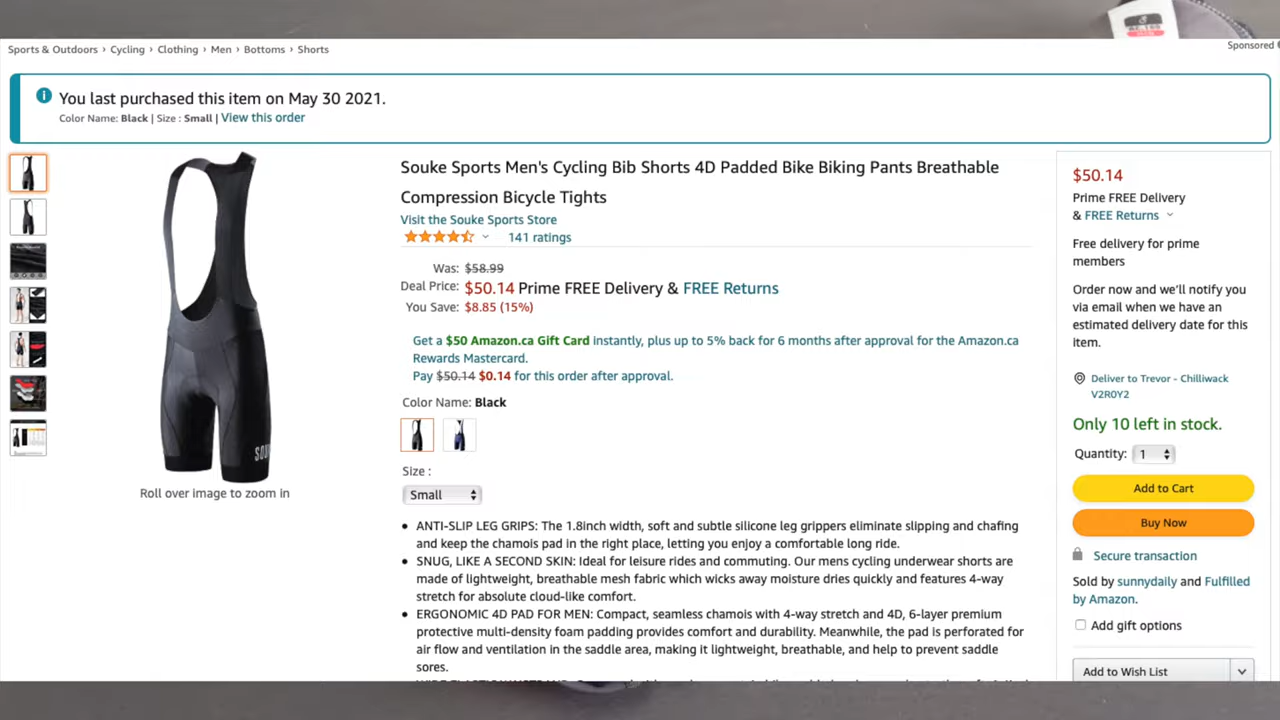 Sports & Outdoors › Cycling › Clothing › Men › Bottoms › Shorts
Sponsored
You last purchased this item on May 30 2021.
Color Name: Black | Size : Small | View this order
Souke Sports Men's Cycling Bib Shorts 4D Padded Bike Biking Pants Breathable
Compression Bicycle Tights
Visit the Souke Sports Store
141 ratings
Was: $58.99
Deal Price: $50.14 Prime FREE Delivery & FREE Returns
You Save: $8.85 (15%)
Get a $50 Amazon.ca Gift Card instantly, plus up to 5% back for 6 months after approval for the Amazon.ca
Rewards Mastercard.
Pay $50.14 $0.14 for this order after approval.
Color Name: Black
Size :
Small
• ANTI-SLIP LEG GRIPS: The 1.8inch width, soft and subtle silicone leg grippers eliminate slipping and chafing
and keep the chamois pad in the right place, letting you enjoy a comfortable long ride.
• SNUG, LIKE A SECOND SKIN: Ideal for leisure rides and commuting. Our mens cycling underwear shorts are
made of lightweight, breathable mesh fabric which wicks away moisture dries quickly and features 4-way
stretch for absolute cloud-like comfort.
• ERGONOMIC 4D PAD FOR MEN: Compact, seamless chamois with 4-way stretch and 4D, 6-layer premium
protective multi-density foam padding provides comfort and durability. Meanwhile, the pad is perforated for
air flow and ventilation in the saddle area, making it lightweight, breathable, and help to prevent saddle
sores.
Roll over image to zoom in
$50.14
Prime FREE Delivery
& FREE Returns
Free delivery for prime
members
Order now and we'll notify you
via email when we have an
estimated delivery date for this
item.
Deliver to Trevor - Chilliwack
V2R0Y2
Only 10 left in stock.
Quantity: 1
Add to Cart
Buy Now
Secure transaction
Sold by sunnydaily and Fulfilled
by Amazon.
Add gift options
Add to Wish List